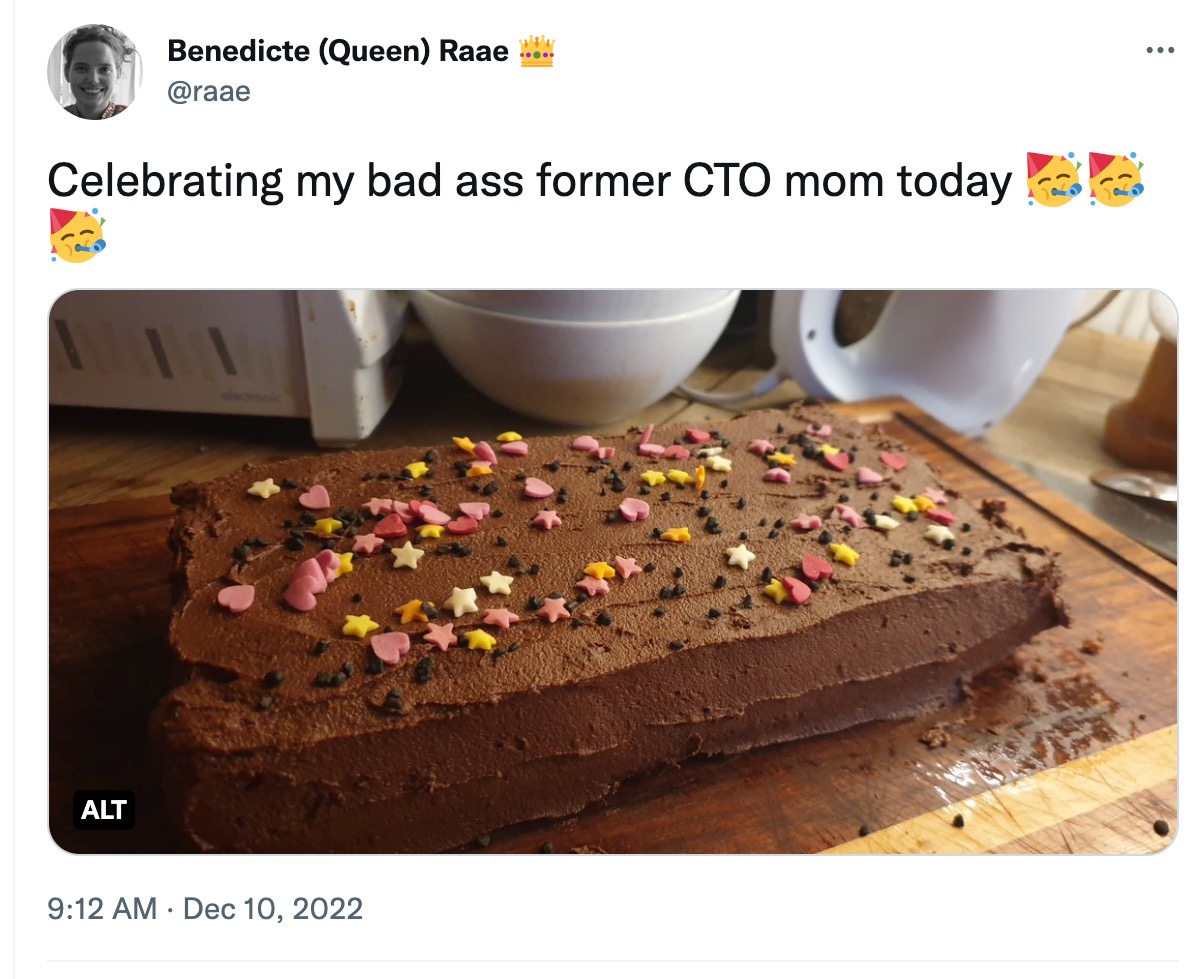 Benedicte (Queen) Raae 👑
@raae
Celebrating my bad ass former CTO mom today 🥳🥳
🥳
electronic
ALT
9:12 AM · Dec 10, 2022